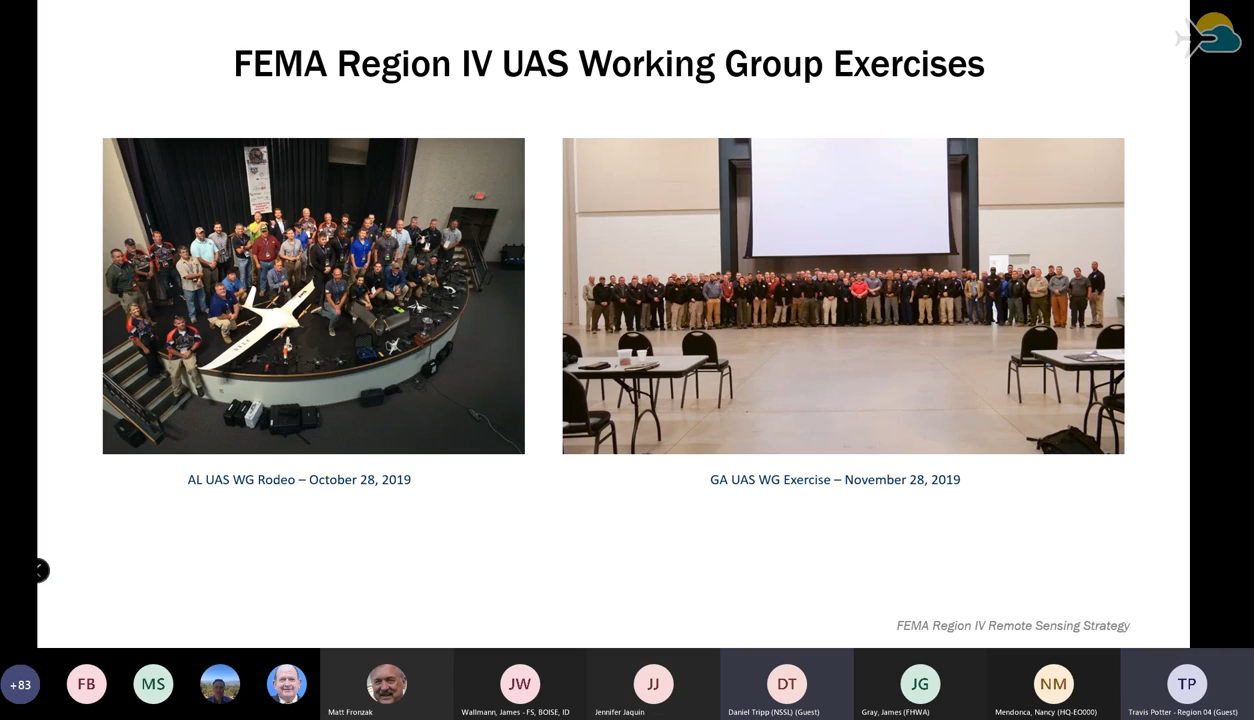 FEMA Region IV UAS Working Group Exercises
AL UAS WG Rodeo – October 28, 2019
GA UAS WG Exercise – November 28, 2019
FEMA Region IV Remote Sensing Strategy
+83
FB
MS
Matt Fronzak
JW
Wallmann, James - FS, BOISE, ID
JJ
Jennifer Jaquin
DT
Daniel Tripp (NSSL) (Guest)
JG
Gray, James (FHWA)
NM
Mendonca, Nancy (HQ-EO000)
TP
Travis Potter - Region 04 (Guest)